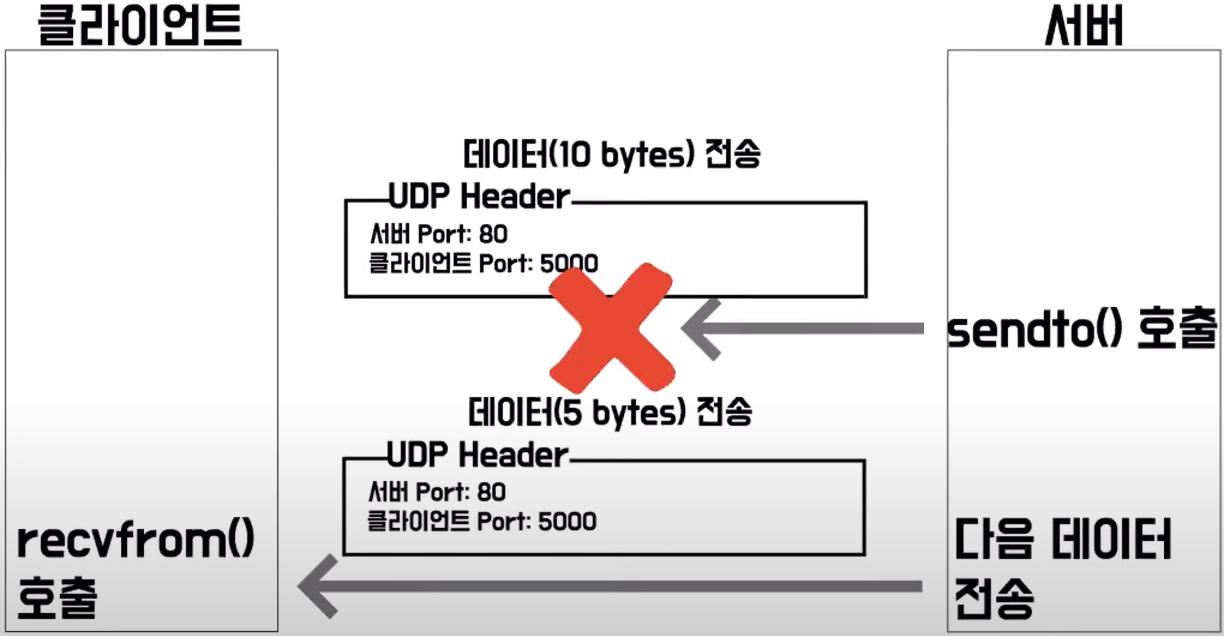 클라이언트
서버
데이터(10 bytes) 전송
UDP Header
서버 Port: 80
클라이언트 Port: 5000
sendto() 호출
데이터(5 bytes) 전송
UDP Header
서버 Port: 80
클라이언트 Port: 5000
recvfrom()
호출
다음 데이터
전송